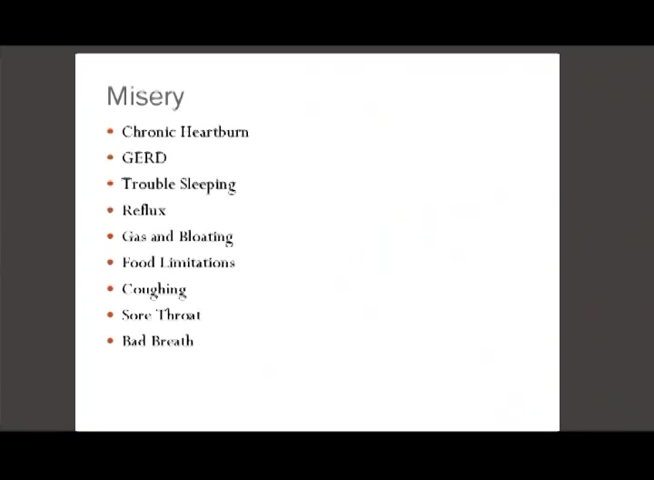 Misery
• Chronic Heartburn
• GERD
• Trouble Sleeping
• Reflux
• Gas and Bloating
• Food Limitations
• Coughing
• Sore Throat
• Bad Breath